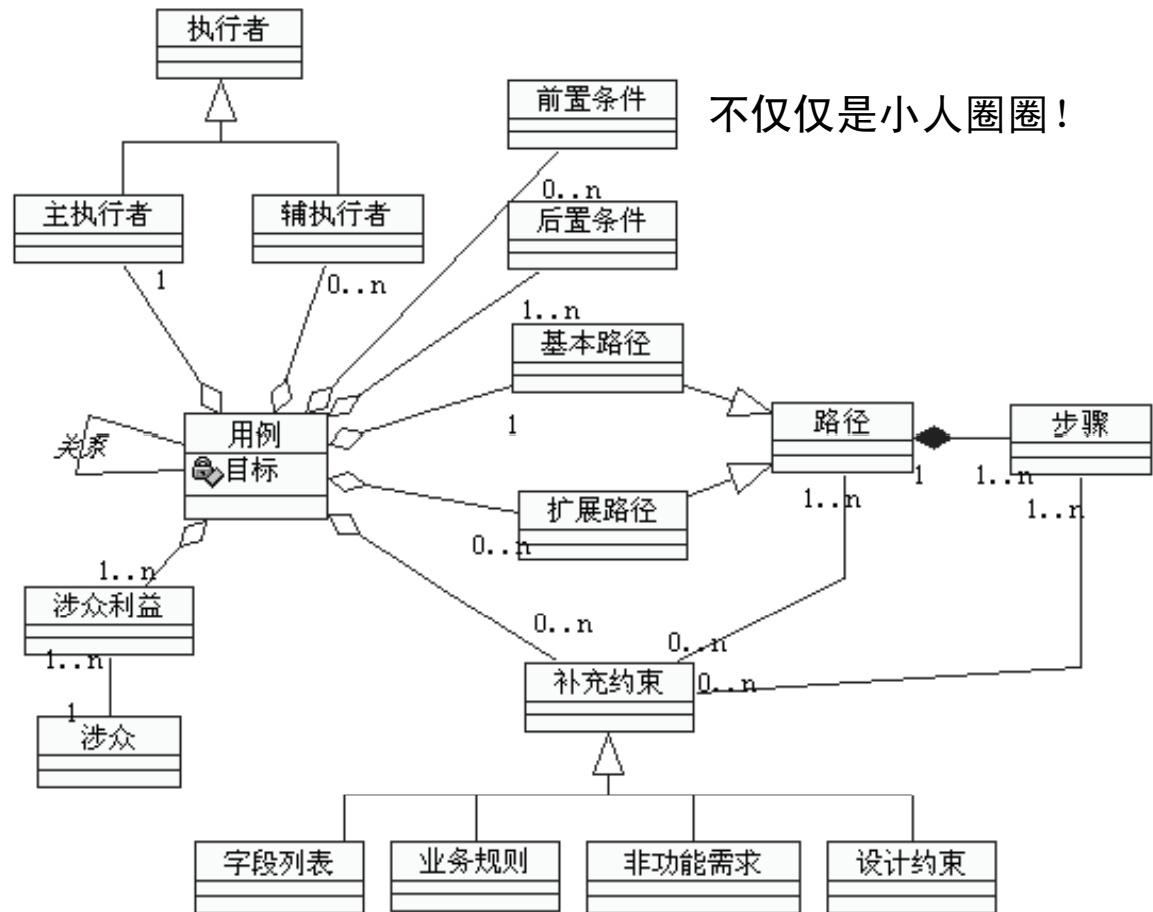 执行者
前置条件
不仅仅是小人圈圈！
0..n
主执行者
辅执行者
后置条件
1
0..n
1..n
基本路径
1
用例
目标
关系
路径
步骤
1
1..n
1..n
1..n
扩展路径
0..n
1..n
涉众利益
0..n
0..n
1..n
补充约束
0..n
1
涉众
字段列表
业务规则
非功能需求
设计约束